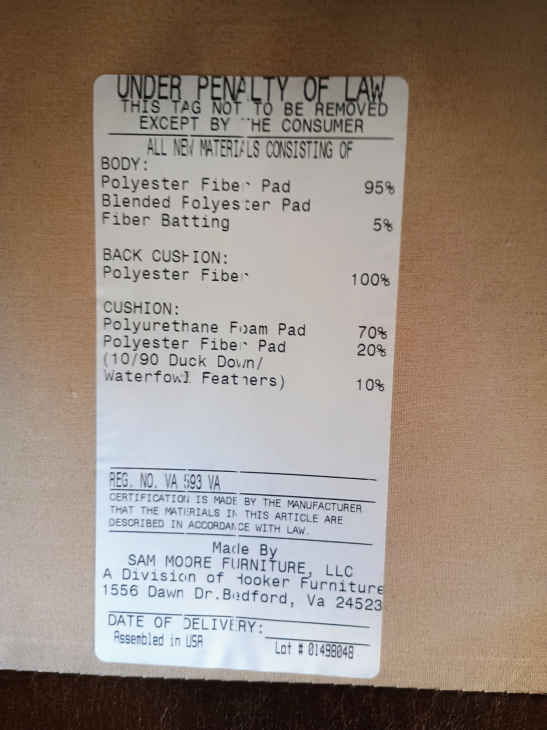 UNDER PENALTY OF LAW
THIS TAG NOT TO BE REMOVED
EXCEPT BY THE CONSUMER
ALL NEW MATERIALS CONSISTING OF
BODY:
Polyester Fiber Pad 95%
Blended Polyester Pad
Fiber Batting 5%
BACK CUSHION:
Polyester Fiber 100%
CUSHION:
Polyurethane Foam Pad 70%
Polyester Fiber Pad 20%
(10/90 Duck Down/
Waterfowl Feathers) 10%
REG. NO. VA 593 VA
CERTIFICATION IS MADE BY THE MANUFACTURER
THAT THE MATERIALS IN THIS ARTICLE ARE
DESCRIBED IN ACCORDANCE WITH LAW.
Made By
SAM MOORE FURNITURE, LLC
A Division of Hooker Furniture
1556 Dawn Dr.Bedford, Va 24523
DATE OF DELIVERY:
Assembled in USA
Lot # 01498048